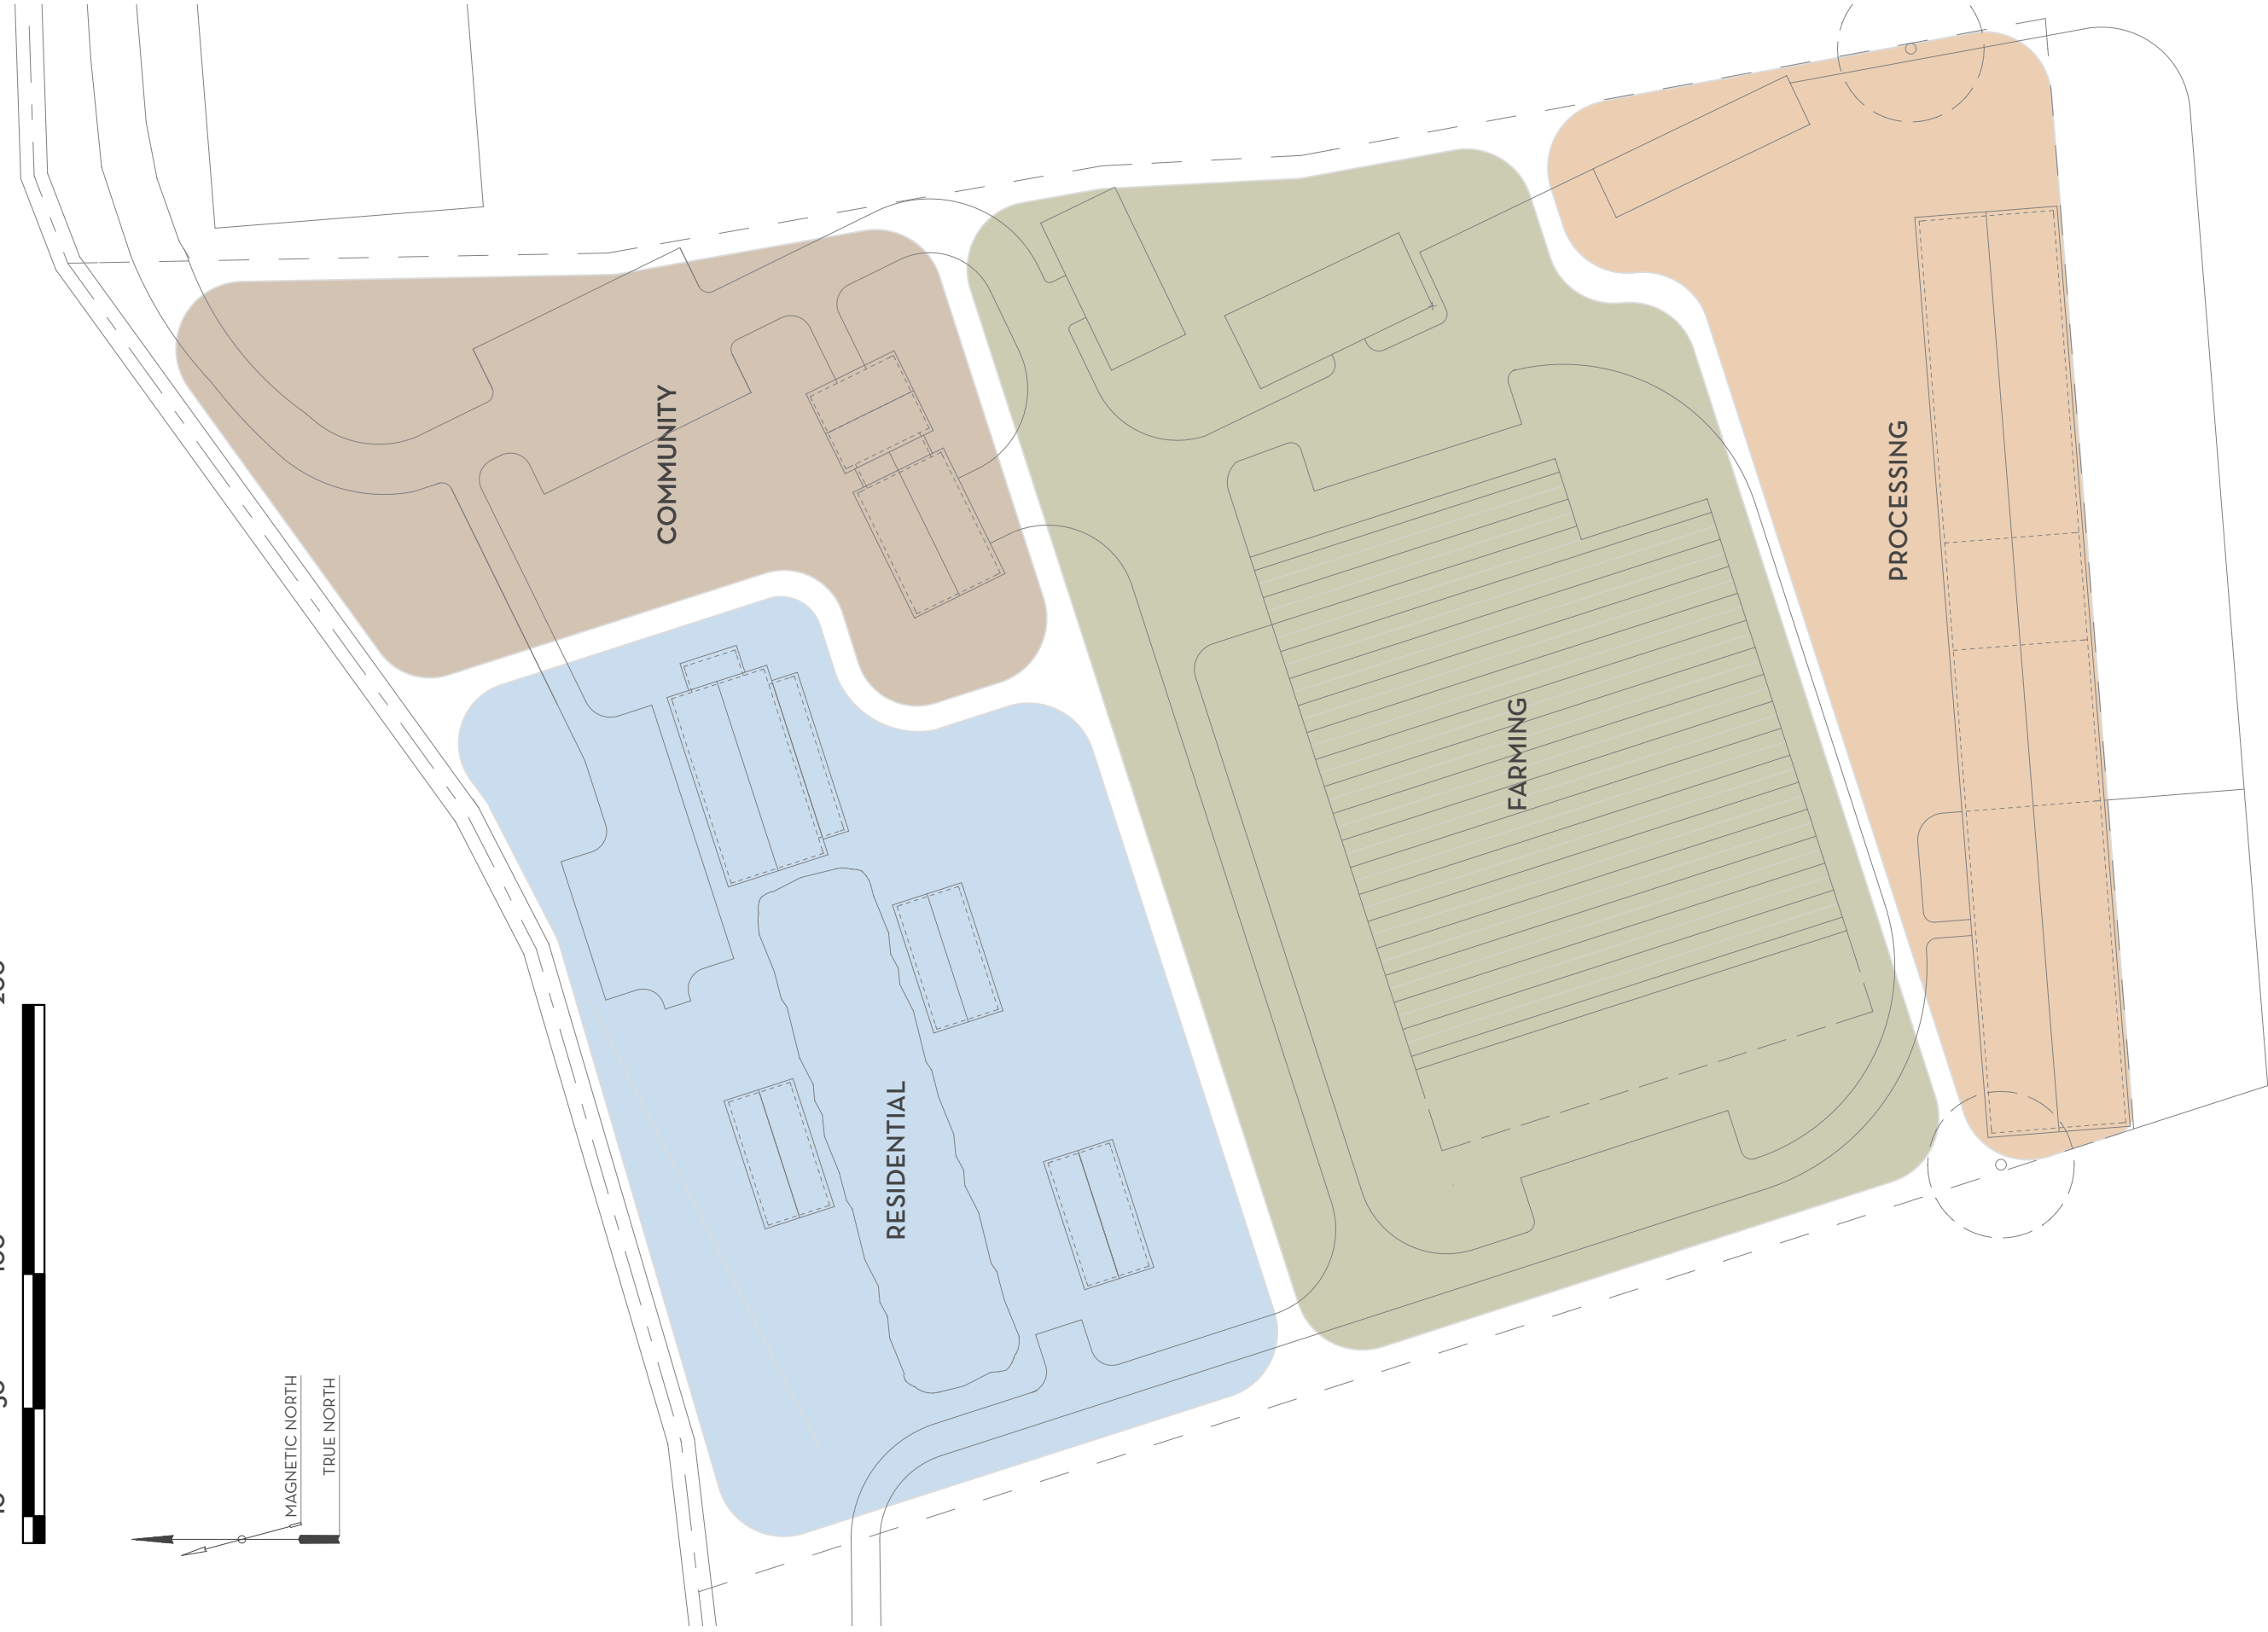 COMMUNITY
PROCESSING
FARMING
RESIDENTIAL
MAGNETIC NORTH
TRUE NORTH